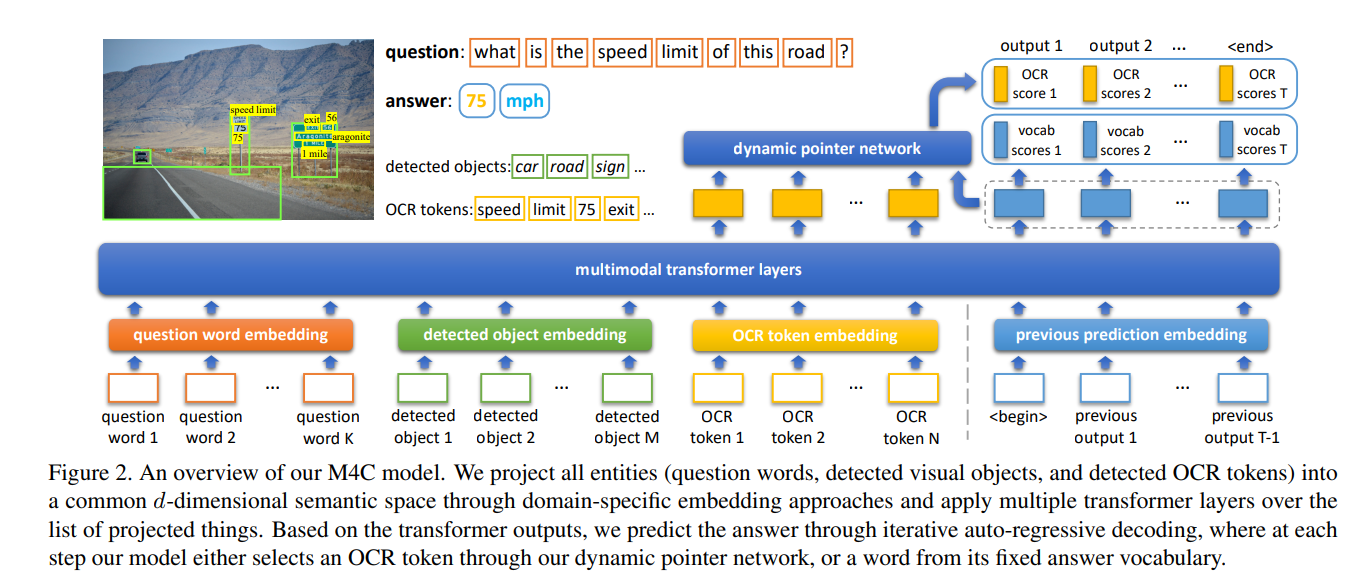 question: what is the speed limit of this road ?
answer: 75 mph
detected objects: car road sign ...
OCR tokens: speed limit 75 exit ...
speed limit
75
75
exit 56
Aragonite
aragonite
1 mile
output 1 output 2 ... <end>
OCR score 1 OCR scores 2 ... OCR scores T
vocab scores 1 vocab scores 2 ... vocab scores T
dynamic pointer network
... ...
multimodal transformer layers
question word embedding detected object embedding OCR token embedding previous prediction embedding
... ... ... ...
question word 1 question word 2 question word K detected object 1 detected object 2 detected object M OCR token 1 OCR token 2 OCR token N <begin> previous output 1 previous output T-1
Figure 2. An overview of our M4C model. We project all entities (question words, detected visual objects, and detected OCR tokens) into
a common d-dimensional semantic space through domain-specific embedding approaches and apply multiple transformer layers over the
list of projected things. Based on the transformer outputs, we predict the answer through iterative auto-regressive decoding, where at each
step our model either selects an OCR token through our dynamic pointer network, or a word from its fixed answer vocabulary.